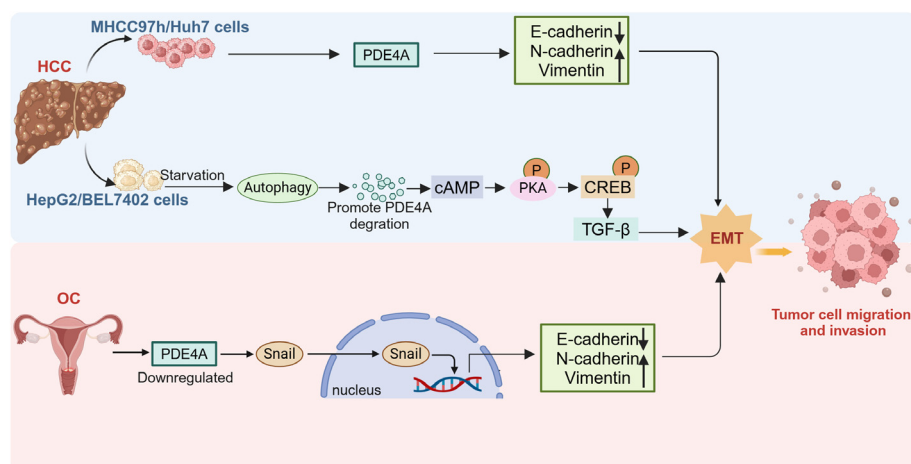 MHCC97h/Huh7 cells
HCC
PDE4A
E-cadherin
N-cadherin
Vimentin
HepG2/BEL7402 cells
Starvation
Autophagy
Promote PDE4A
degration
cAMP
P
PKA
P
CREB
TGF-β
EMT
Tumor cell migration
and invasion
OC
PDE4A
Downregulated
Snail
Snail
nucleus
E-cadherin
N-cadherin
Vimentin